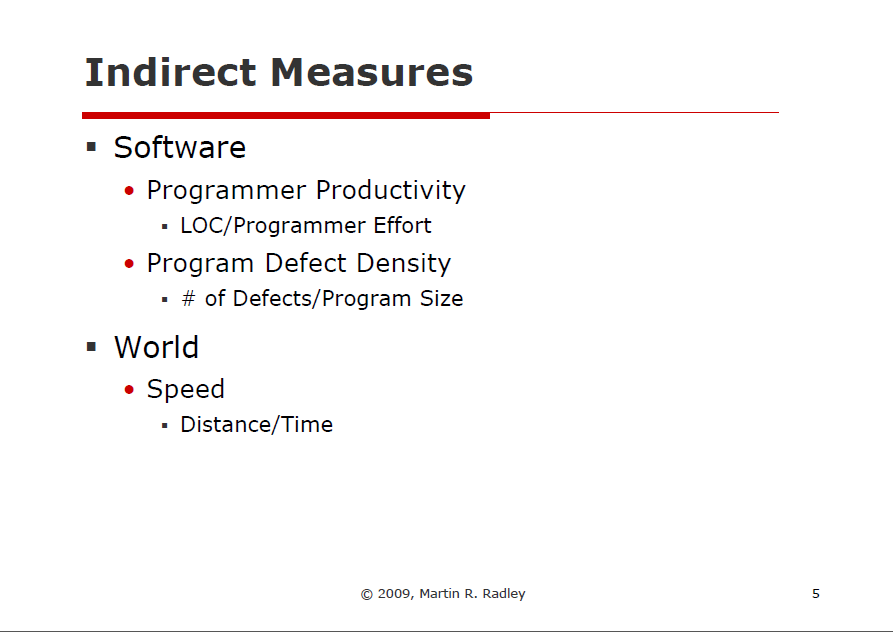 Indirect Measures
▪ Software
• Programmer Productivity
▪ LOC/Programmer Effort
• Program Defect Density
▪ # of Defects/Program Size
▪ World
• Speed
▪ Distance/Time
© 2009, Martin R. Radley
5